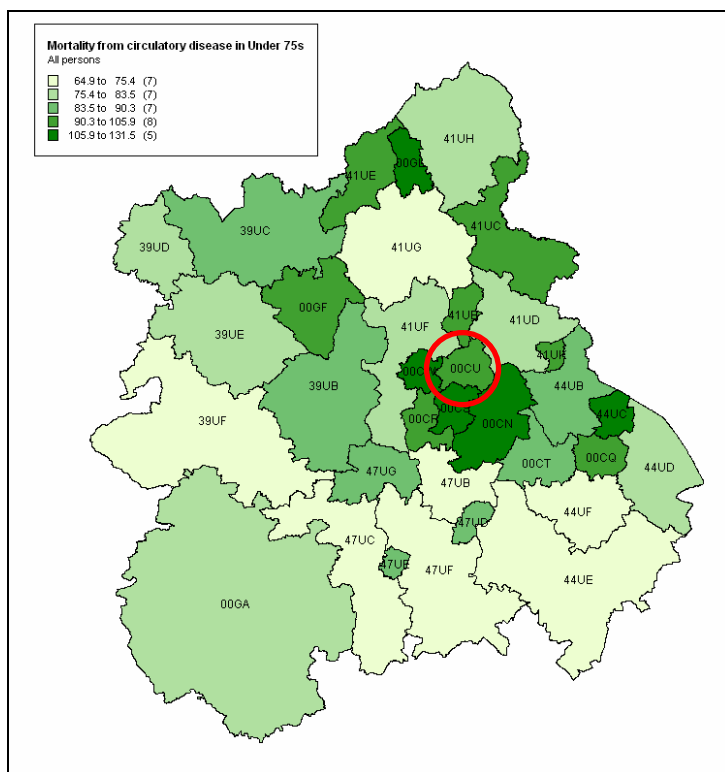 Mortality from circulatory disease in Under 75s
All persons
64.9 to 75.4 (7)
75.4 to 83.5 (7)
83.5 to 90.3 (7)
90.3 to 105.9 (8)
105.9 to 131.5 (5)
41UH
41UE
41UC
39UC
39UD
41UG
00GF
41UF
41UD
39UE
00CU
39UB
44UB
44UC
39UF
00CN
00CR
47UG
00CT
00CQ
44UD
47UB
44UF
47UD
47UC
47UE
47UF
44UE
00GA